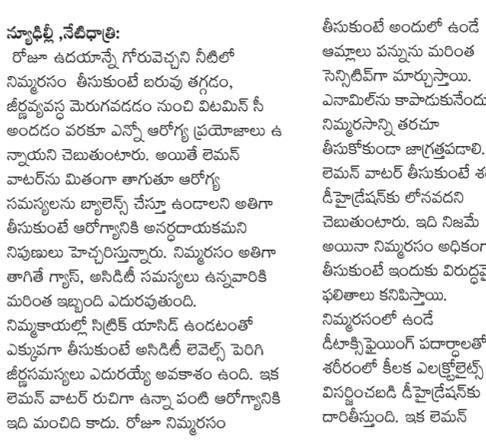 న్యూఢిల్లీ ,నేటిధాత్రి:
రోజూ ఉదయాన్నే గోరువెచ్చని నీటిలో
నిమ్మరసం తీసుకుంటే బరువు తగ్గడం,
జీర్ణవ్యవస్థ మెరుగవడడం నుంచి విటమిన్ సీ
అందడం వరకూ ఎన్నో ఆరోగ్య ప్రయోజాలు ఉ
న్నాయని చెబుతుంటారు. అయితే లెమన్
వాటర్‌ను మితంగా తాగుతూ ఆరోగ్య
సమస్యలను బ్యాలెన్స్ చేస్తూ ఉండాలని అతిగా
తీసుకుంటే ఆరోగ్యానికి అనర్ధదాయకమని
నిపుణులు హెచ్చరిస్తున్నారు. నిమ్మరసం అతిగా
తాగితే గ్యాస్, అసిడిటీ సమస్యలు ఉన్నవారికి
మరింత ఇబ్బంది ఎదురవుతుంది.
నిమ్మకాయల్లో సిట్రిక్ యాసిడ్ ఉండటంతో
ఎక్కువగా తీసుకుంటే అసిడిటీ లెవెల్స్ పెరిగి
జీర్ణసమస్యలు ఎదురయ్యే అవకాశం ఉంది. ఇక
లెమన్ వాటర్ రుచిగా ఉన్నా పంటి ఆరోగ్యానికి
ఇది మంచిది కాదు. రోజూ నిమ్మరసం
తీసుకుంటే అందులో ఉండే
ఆమ్లాలు పన్నును మరింత
సెన్సిటివ్‌గా మార్చుస్తాయి.
ఎనామిల్‌ను కాపాడుకునేందు
నిమ్మరసాన్ని తరచూ
తీసుకోకుండా జాగ్రత్తపడాలి.
లెమన్ వాటర్ తీసుకుంటే
డీహైడ్రేషన్‌కు లోనవదని
చెబుతుంటారు. ఇది నిజమే
అయినా నిమ్మరసం అధికంగ
తీసుకుంటే ఇందుకు విరుద్ధమై
ఫలితాలు కనిపిస్తాయి.
నిమ్మరసంలో ఉండే
డీటాక్సిఫైయింగ్ పదార్ధాలతో
శరీరంలో కీలక ఎలక్ట్రోలైట్స్
విసర్జించబడి డీహైడ్రేషన్‌కు
దారితీస్తుంది. ఇక లెమన్